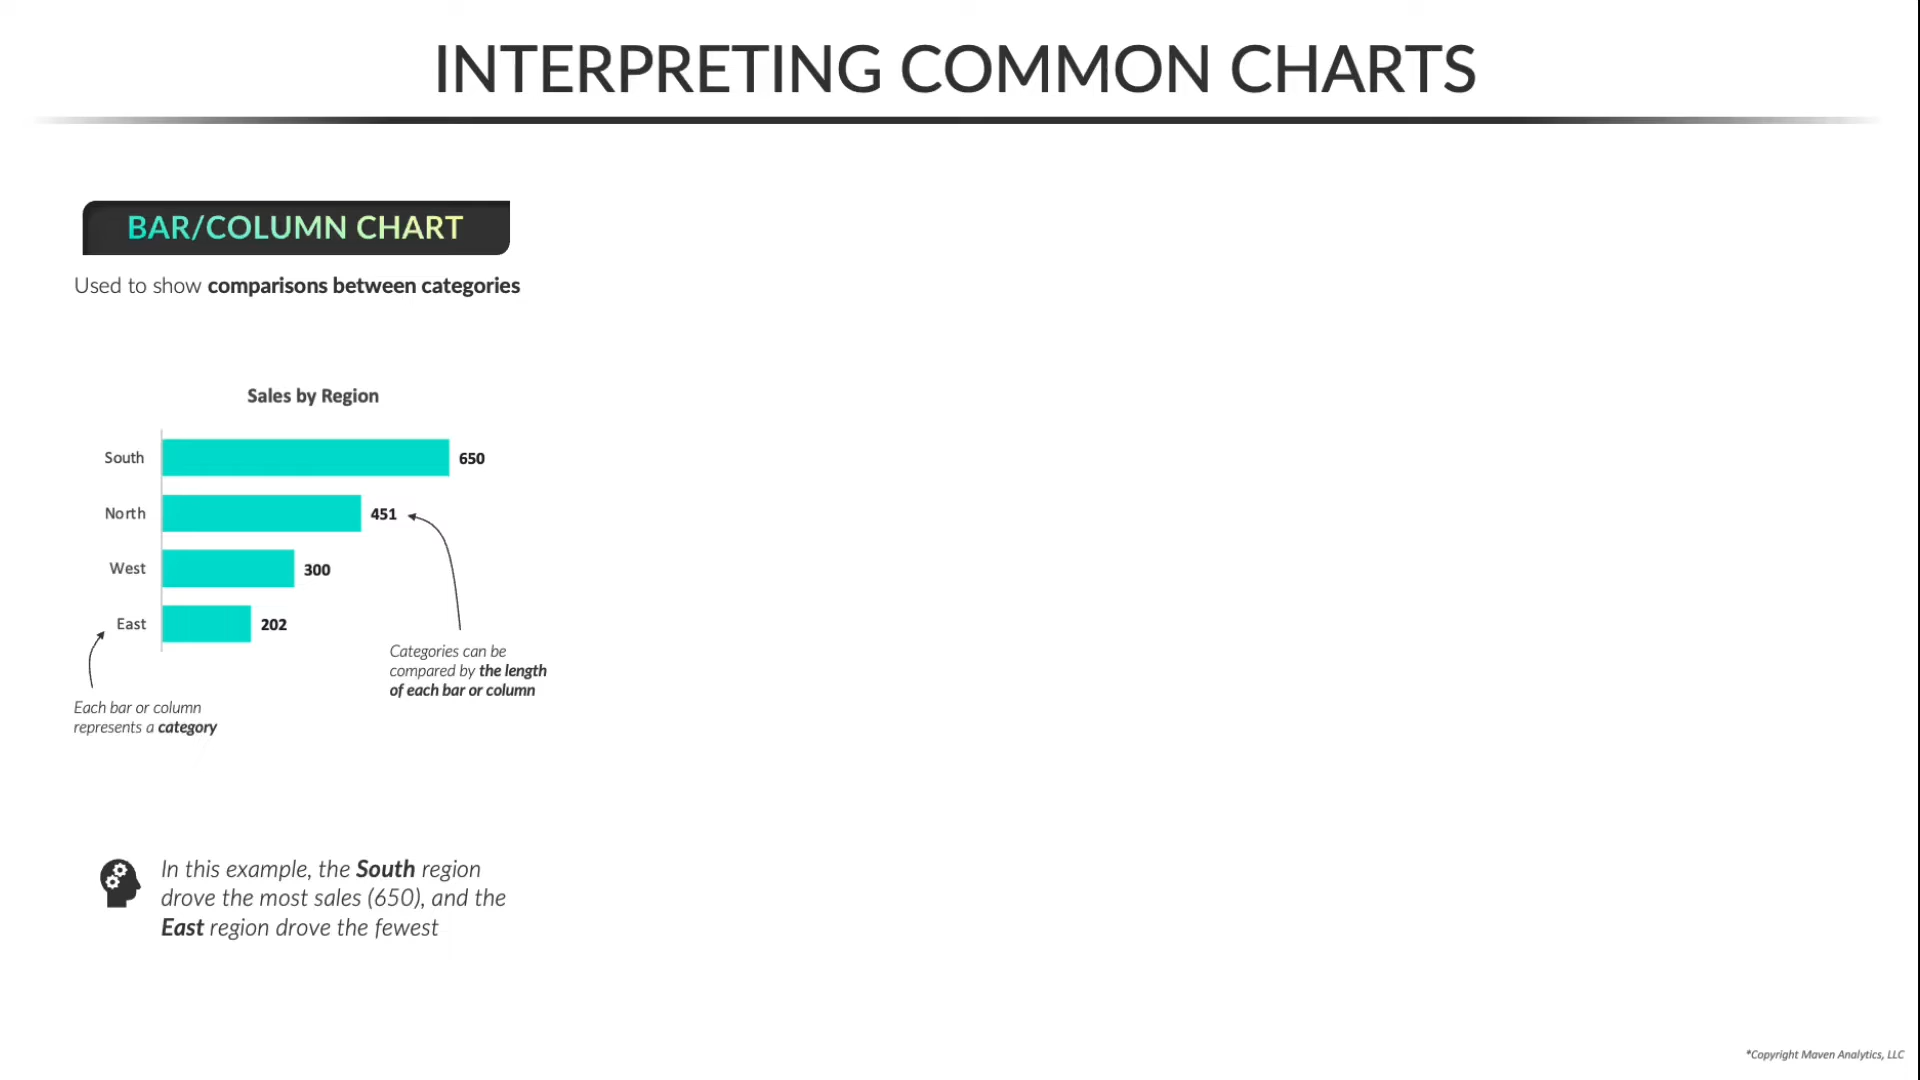 INTERPRETING COMMON CHARTS
BAR/COLUMN CHART
Used to show comparisons between categories
Sales by Region
South 650
North 451
West 300
East 202
Categories can be
compared by the length
of each bar or column
Each bar or column
represents a category
In this example, the South region
drove the most sales (650), and the
East region drove the fewest
*Copyright Maven Analytics, LLC